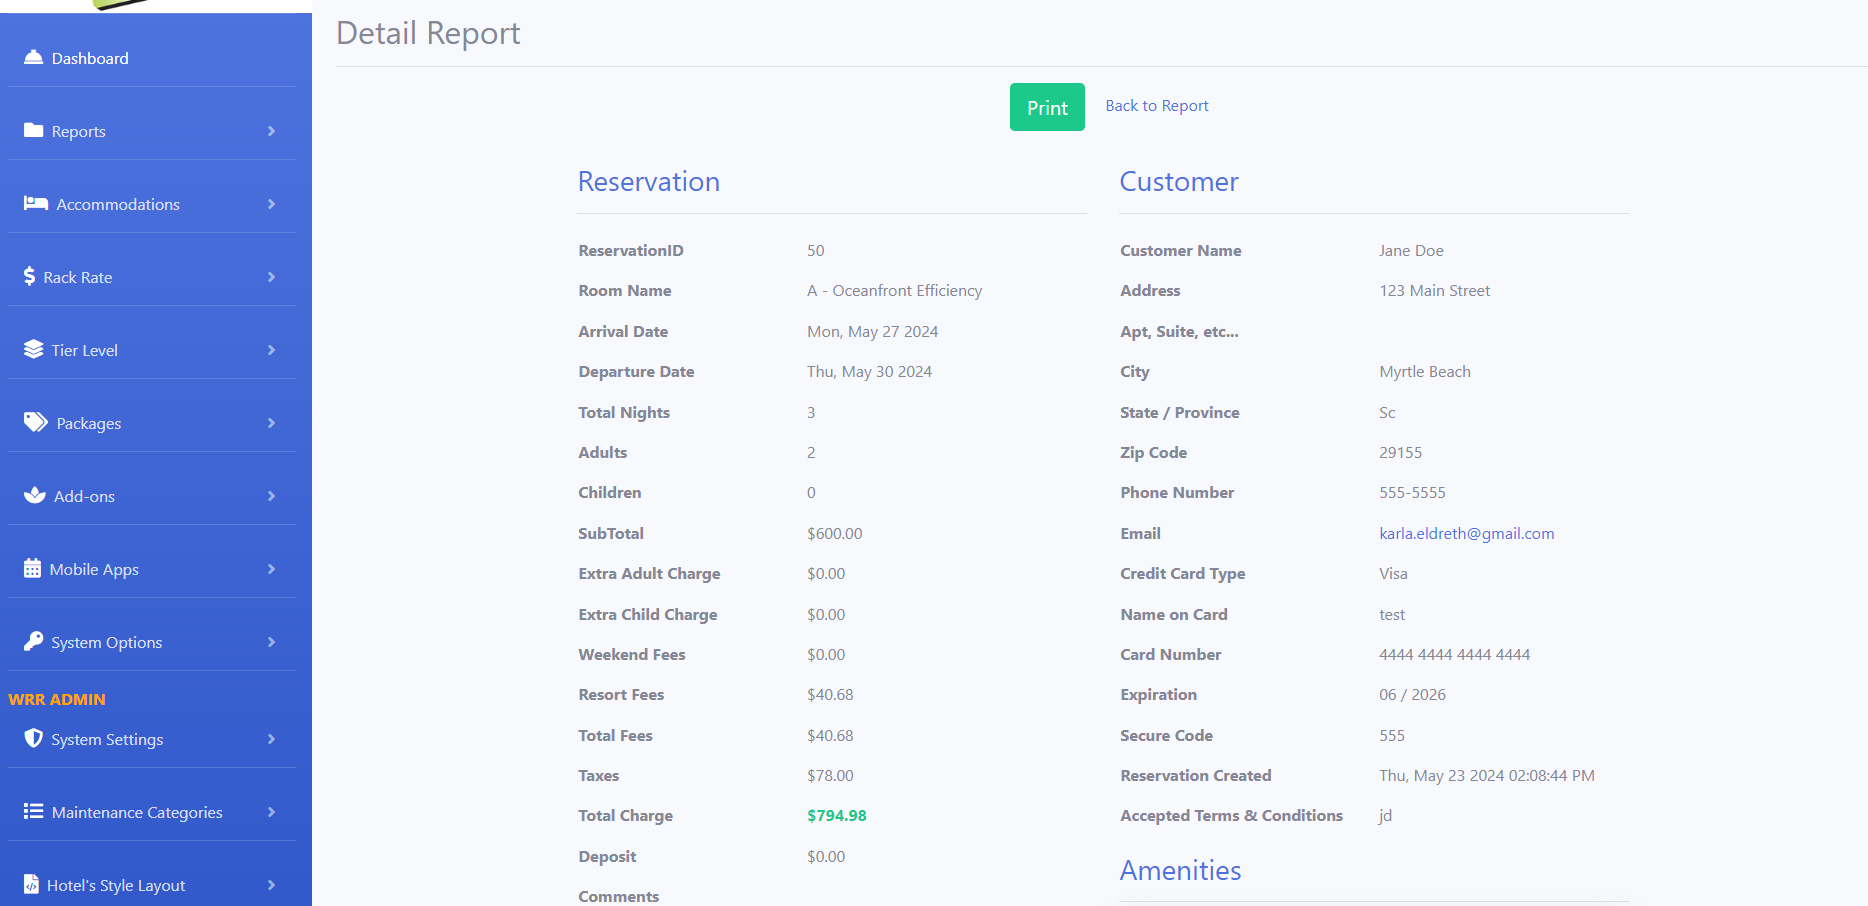 Dashboard
Reports
Accommodations
Rack Rate
Tier Level
Packages
Add-ons
Mobile Apps
System Options
WRR ADMIN
System Settings
Maintenance Categories
Hotel's Style Layout
Detail Report
Print Back to Report
Reservation
ReservationID 50
Room Name A - Oceanfront Efficiency
Arrival Date Mon, May 27 2024
Departure Date Thu, May 30 2024
Total Nights 3
Adults 2
Children 0
SubTotal $600.00
Extra Adult Charge $0.00
Extra Child Charge $0.00
Weekend Fees $0.00
Resort Fees $40.68
Total Fees $40.68
Taxes $78.00
Total Charge $794.98
Deposit $0.00
Comments
Customer
Customer Name Jane Doe
Address 123 Main Street
Apt, Suite, etc...
City Myrtle Beach
State / Province Sc
Zip Code 29155
Phone Number 555-5555
Email karla.eldreth@gmail.com
Credit Card Type Visa
Name on Card test
Card Number 4444 4444 4444 4444
Expiration 06 / 2026
Secure Code 555
Reservation Created Thu, May 23 2024 02:08:44 PM
Accepted Terms & Conditions jd
Amenities